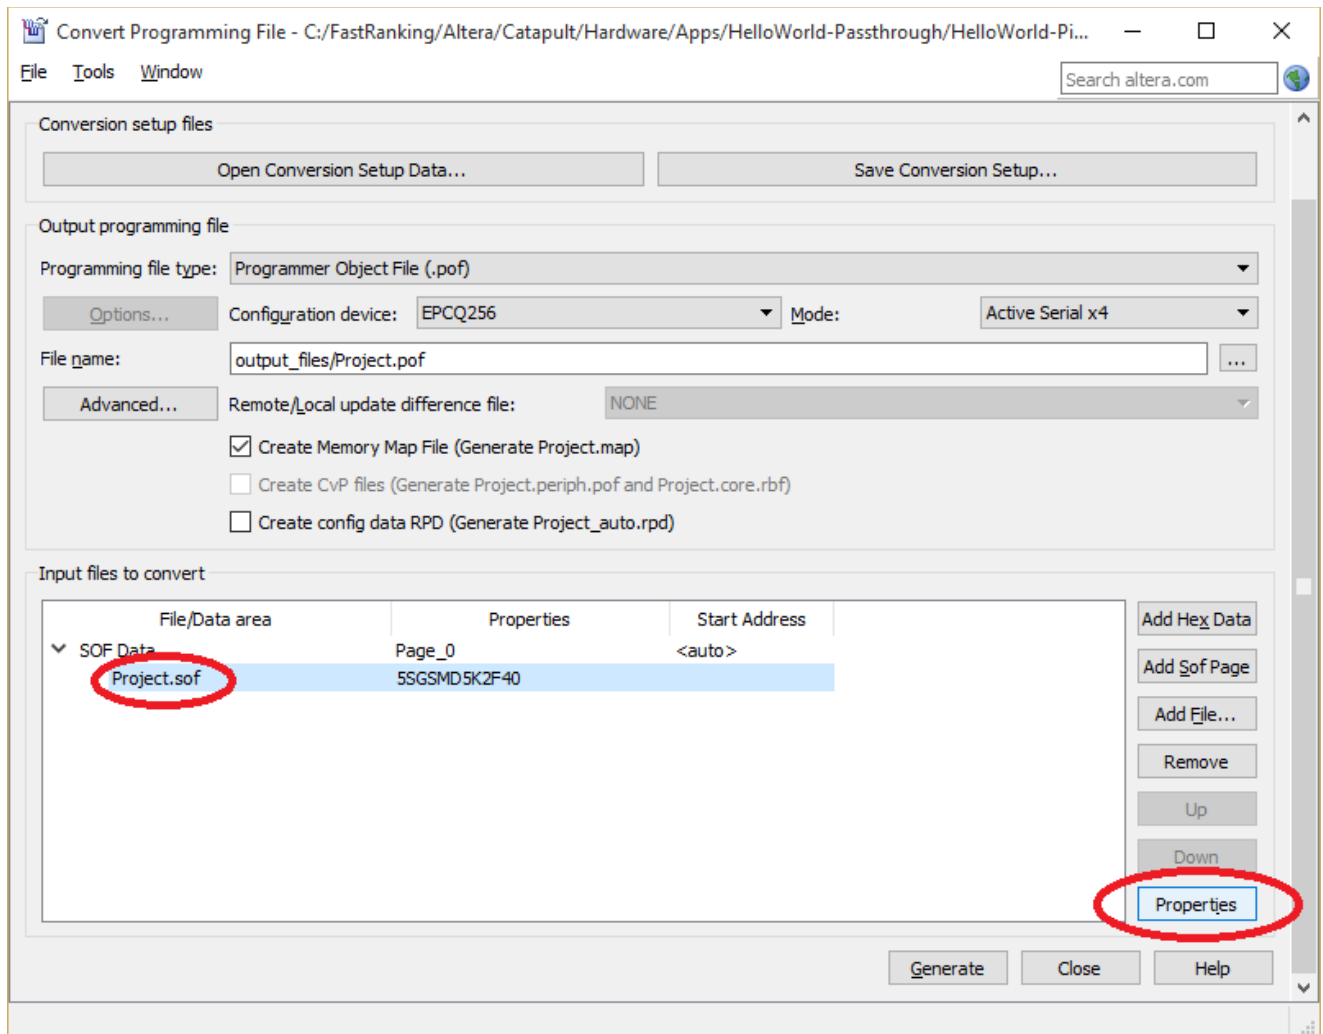 Convert Programming File - C:/FastRanking/Altera/Catapult/Hardware/Apps/HelloWorld-Passthrough/HelloWorld-Pi...
File Tools Window
Search altera.com
Conversion setup files
Open Conversion Setup Data... Save Conversion Setup...
Output programming file
Programming file type: Programmer Object File (.pof)
Options... Configuration device: EPCQ256 Mode: Active Serial x4
File name: output_files/Project.pof ...
Advanced... Remote/Local update difference file: NONE
Create Memory Map File (Generate Project.map)
Create CvP files (Generate Project.periph.pof and Project.core.rbf)
Create config data RPD (Generate Project_auto.rpd)
Input files to convert
File/Data area Properties Start Address
SOF Data Page_0 <auto>
Project.sof 5SGSMD5K2F40
Add Hex Data
Add Sof Page
Add File...
Remove
Up
Down
Properties
Generate Close Help